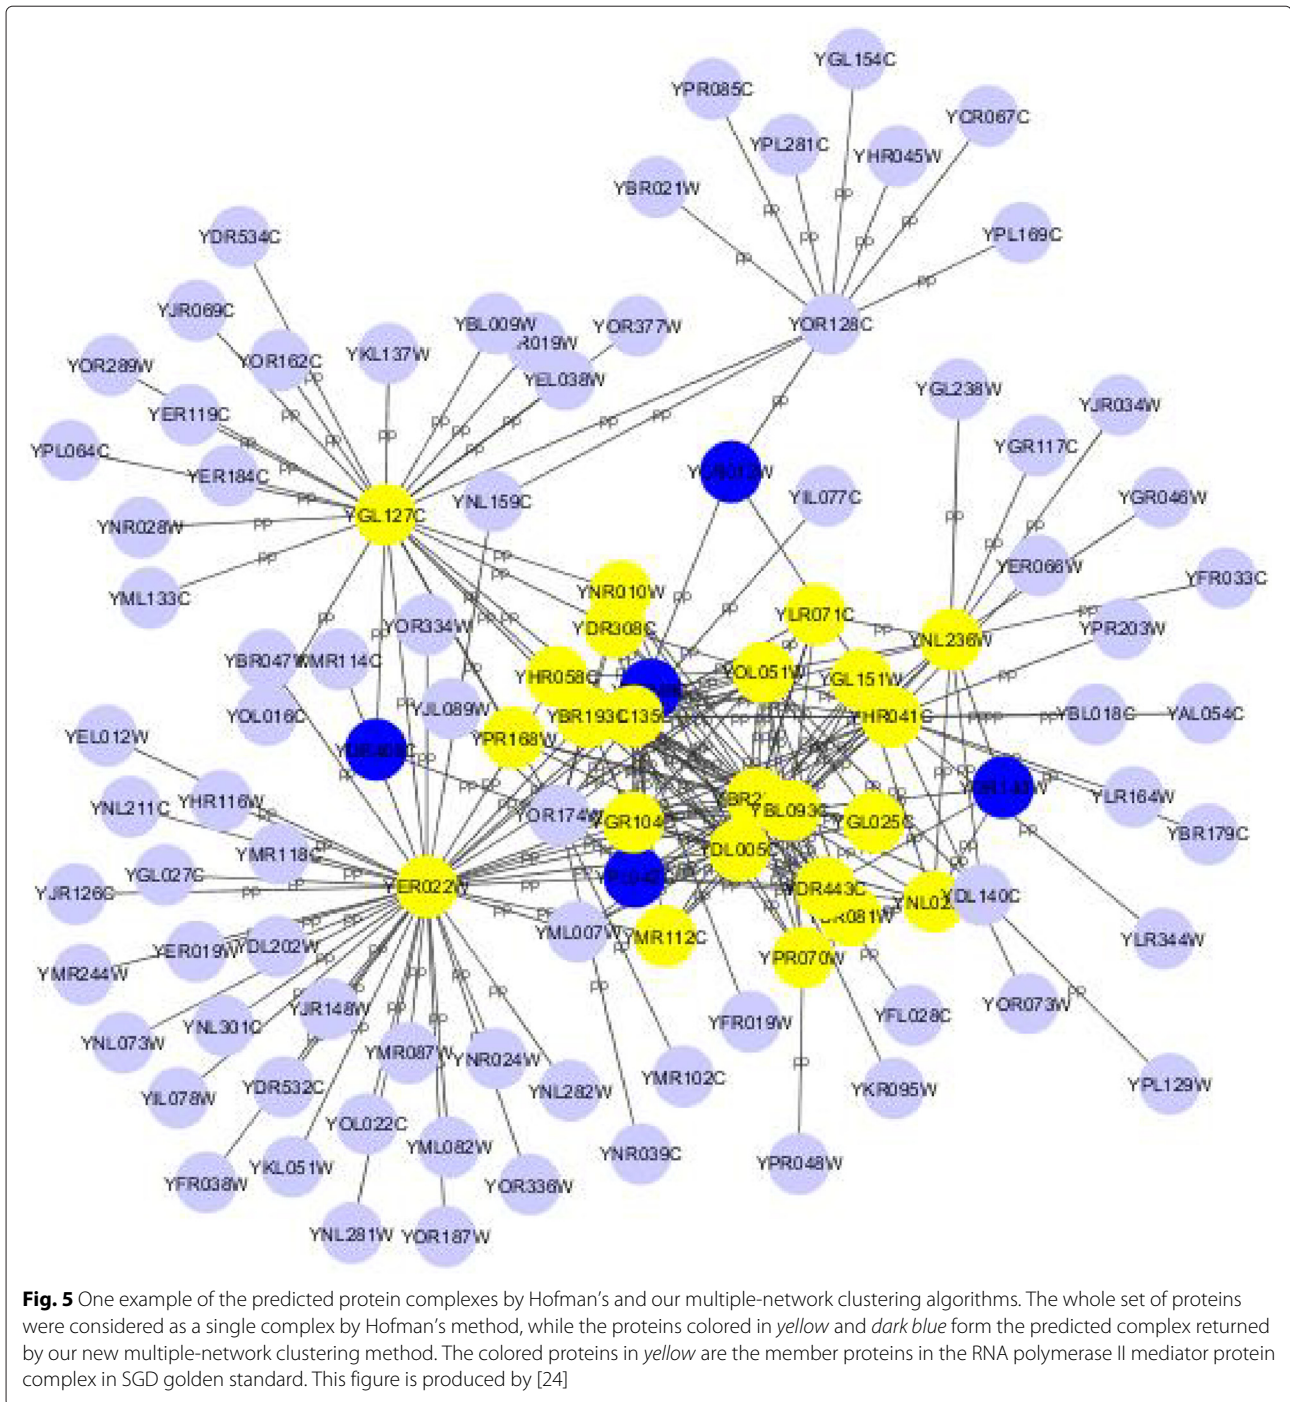 YGL154C
YPR085C
YCR067C
YPL281C
YHR045W
YBR021W
YPL169C
YDR534C
YJR069C
YBL009W
R019W
YOR377W
YOR128C
YOR289W
YOR162C
YKL137W
YEL038W
YGL238W
YER119C
YJR034W
YPL064C
YER184C
YGR117C
YNL159C
YIL077C
YGR046W
YNR028W
YGL127C
YER066W
YFR033C
YML133C
YNR010W
YOR334W
YDR308C
YLR071C
YNL236W
YPR203W
YBR047W
YMR114C
YHR058C
YOL051W
YGL151W
YOL016C
YJL089W
YBR193C
C135
YHR041C
YBL018C
YAL054C
YEL012W
YPR168W
YNL211C
YHR116W
YOR174W
YGR104
YBR2
YBL093C
YGL025C
YLR164W
YBR179C
YMR118C
YDL005C
YJR126C
YGL027C
YER022W
YDR443C
YNL02
YDL140C
YER019W
YDL202W
YML007W
YMR112C
R081W
YLR344W
YMR244W
YPR070W
YNL073W
YNL301C
YJR148W
YFR019W
YFL028C
YOR073W
YMR087W
YNR024W
YIL078W
YDR532C
YNL282W
YMR102C
YKR095W
YPL129W
YOL022C
YML082W
YFR038W
YKL051W
YOR336W
YNR039C
YPR048W
YNL281W
YOR187W
pp
Fig. 5 One example of the predicted protein complexes by Hofman's and our multiple-network clustering algorithms. The whole set of proteins
were considered as a single complex by Hofman's method, while the proteins colored in yellow and dark blue form the predicted complex returned
by our new multiple-network clustering method. The colored proteins in yellow are the member proteins in the RNA polymerase II mediator protein
complex in SGD golden standard. This figure is produced by [24]